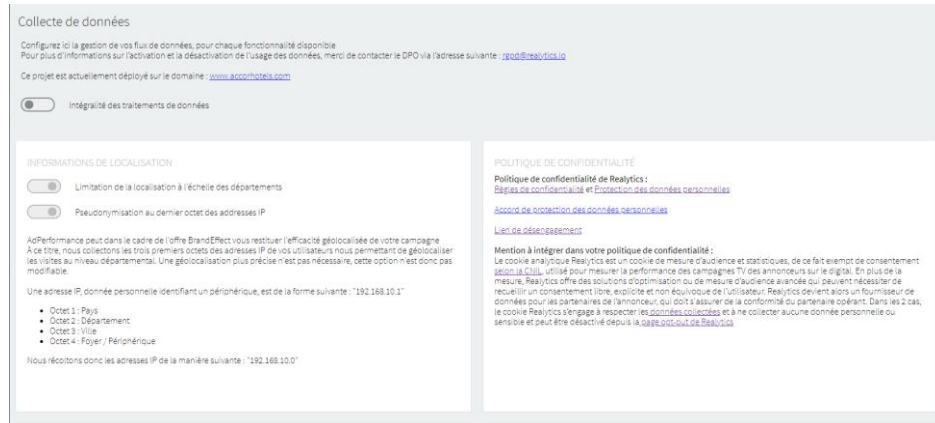 Collecte de données
Configurez ici la gestion de vos flux de données, pour chaque fonctionnalité disponible
Pour plus d'informations sur l'activation et la désactivation de l'usage des données, merci de contacter le DPO via l'adresse suivante : rgpd@realytics.io
Ce projet est actuellement déployé sur le domaine : www.accorhotels.com
Intégralité des traitements de données
INFORMATIONS DE LOCALISATION
Limitation de la localisation à l'échelle des départements
Pseudonymisation au dernier octet des addresses IP
AdPerformance peut dans le cadre de l'offre BrandEffect vous restituer l'efficacité géolocalisée de votre campagne
À ce titre, nous collectons les trois premiers octets des adresses IP de vos utilisateurs nous permettant de géolocaliser
les visites au niveau départemental. Une géolocalisation plus précise n'est pas nécessaire, cette option n'est donc pas
modifiable.
Une adresse IP, donnée personnelle identifiant un périphérique, est de la forme suivante : "192.168.10.1"
• Octet 1 : Pays
• Octet 2 : Département
• Octet 3 : Ville
• Octet 4 : Foyer / Périphérique
Nous récoltons donc les adresses IP de la manière suivante : "192.168.10.0"
POLITIQUE DE CONFIDENTIALITÉ
Politique de confidentialité de Realytics :
Règles de confidentialité et Protection des données personnelles
Accord de protection des données personnelles
Lien de désengagement
Mention à intégrer dans votre politique de confidentialité :
Le cookie analytique Realytics est un cookie de mesure d'audience et statistiques, de ce fait exempt de consentement
selon la CNIL, utilisé pour mesurer la performance des campagnes TV des annonceurs sur le digital. En plus de la
mesure, Realytics offre des solutions d'optimisation ou de mesure d'audience avancée qui peuvent nécessiter de
recueillir un consentement libre, explicite et non équivoque de l'utilisateur. Realytics devient alors un fournisseur de
données pour les partenaires de l'annonceur, qui doit s'assurer de la conformité du partenaire opérant. Dans les 2 cas,
le cookie Realytics s'engage à respecter les données collectées et à ne collecter aucune donnée personnelle ou
sensible et peut être désactivé depuis la page opt-out de Realytics